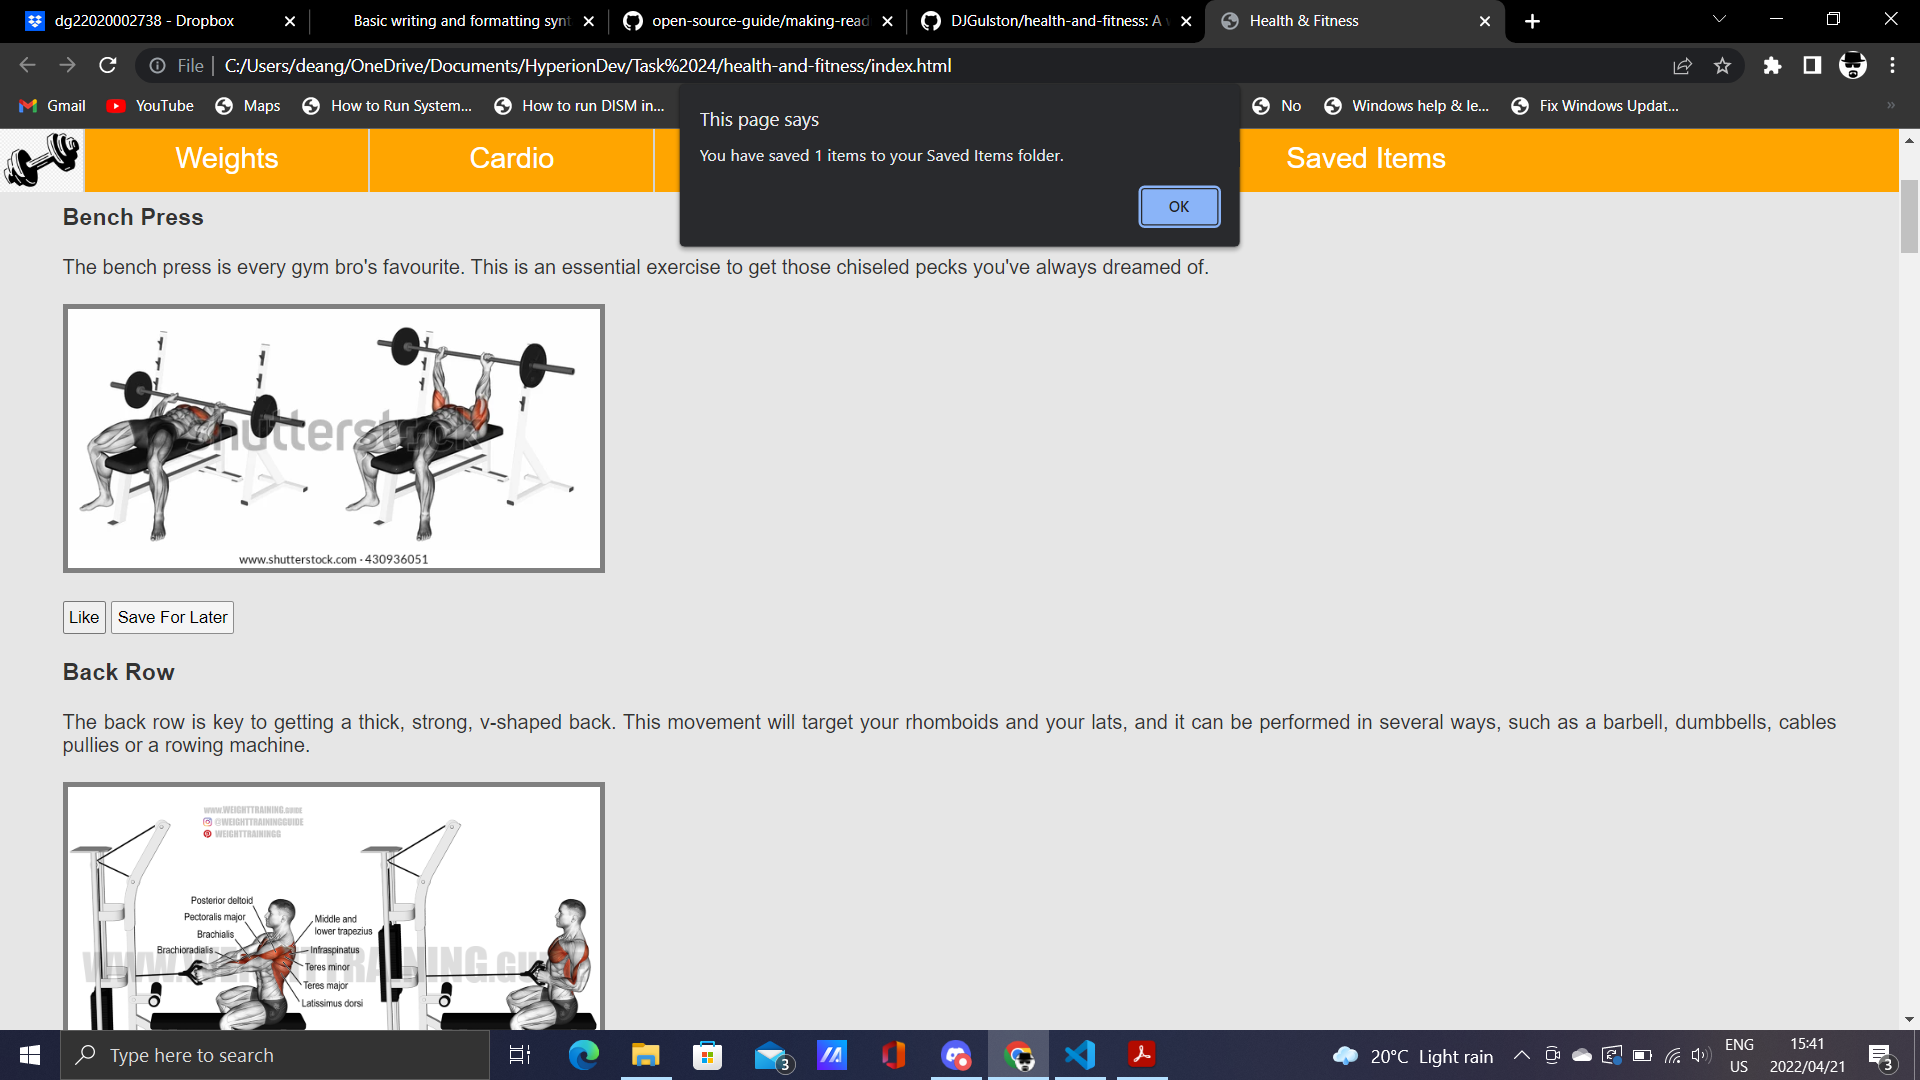 dg22020002738 - Dropbox
Basic writing and formatting synt
open-source-guide/making-read
DJGulston/health-and-fitness: A w
Health & Fitness
File
C:/Users/deang/OneDrive/Documents/HyperionDev/Task%2024/health-and-fitness/index.html
Gmail
YouTube
Maps
How to Run System...
How to run DISM in...
No
Windows help & le...
Fix Windows Updat...
This page says
You have saved 1 items to your Saved Items folder.
OK
Weights
Cardio
Saved Items
Bench Press
The bench press is every gym bro's favourite. This is an essential exercise to get those chiseled pecks you've always dreamed of.
shutterstock
www.shutterstock.com · 430936051
Like
Save For Later
Back Row
The back row is key to getting a thick, strong, v-shaped back. This movement will target your rhomboids and your lats, and it can be performed in several ways, such as a barbell, dumbbells, cables
pullies or a rowing machine.
www.WEIGHTTRAINING.GUIDE
@WEIGHTTRAININGGUIDE
WEIGHTTRAININGG
Posterior deltoid
Pectoralis major
Brachialis
Brachioradialis
Middle and
lower trapezius
Infraspinatus
Teres minor
Teres major
Latissimus dorsi
Type here to search
3
20°C Light rain
ENG
US
15:41
2022/04/21
3